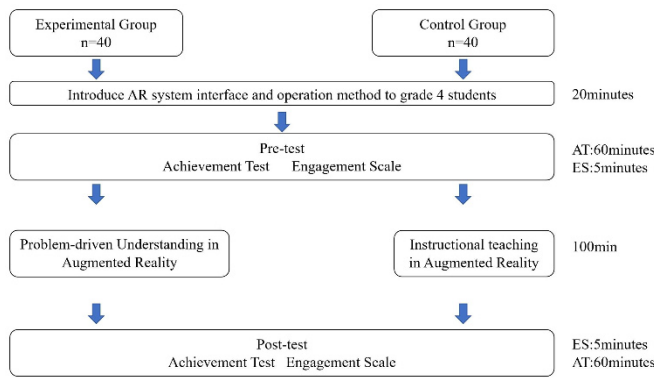 Experimental Group
n=40
Control Group
n=40
Introduce AR system interface and operation method to grade 4 students
20minutes
Pre-test
Achievement Test Engagement Scale
AT:60minutes
ES:5minutes
Problem-driven Understanding in
Augmented Reality
Instructional teaching
in Augmented Reality
100min
Post-test
Achievement Test Engagement Scale
ES:5minutes
AT:60minutes